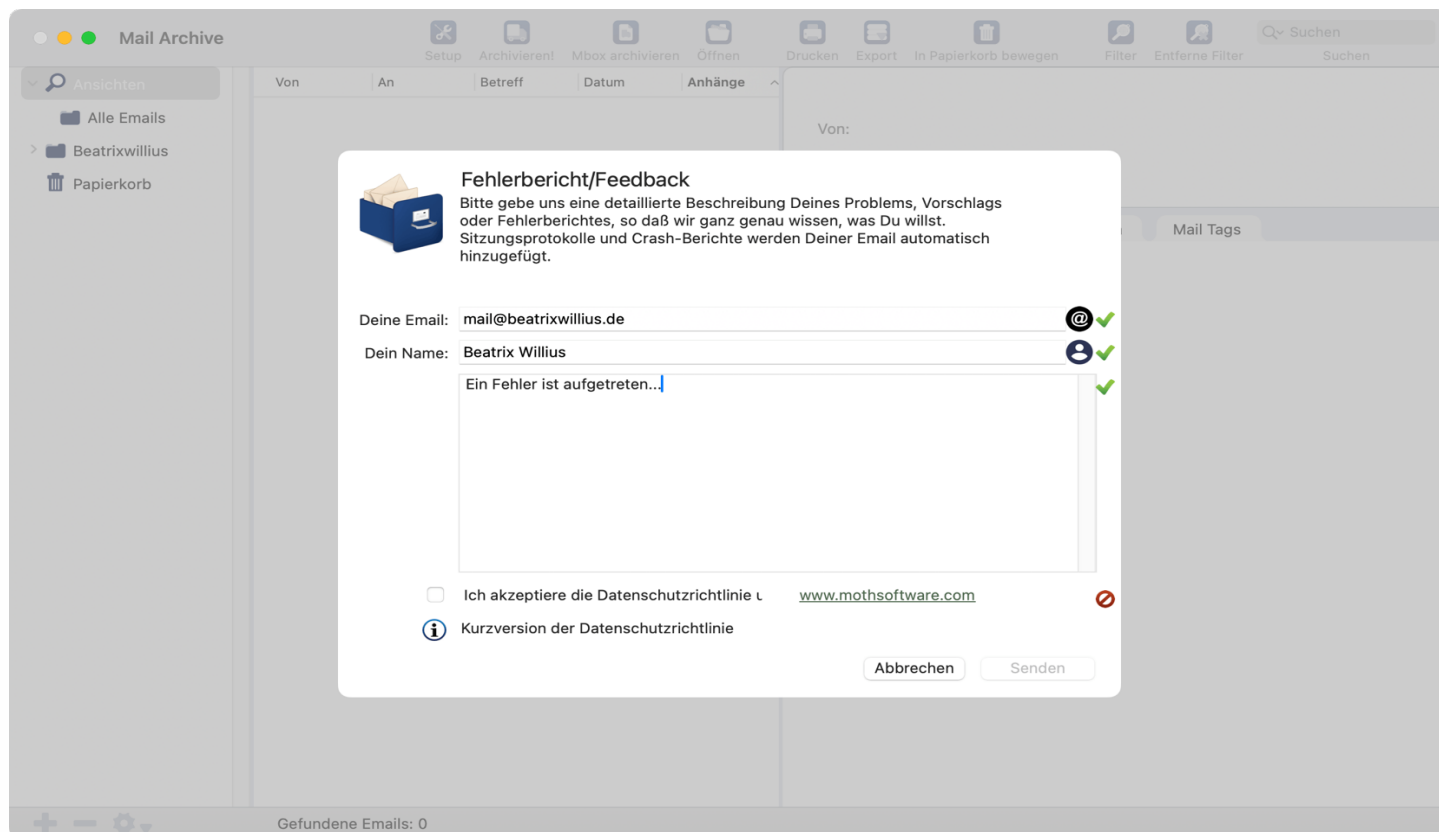 Mail Archive
Setup Archivieren! Mbox archivieren Öffnen Drucken Export In Papierkorb bewegen Filter Entferne Filter Suchen
Suchen
Ansichten
Alle Emails
Beatrixwillius
Papierkorb
Von An Betreff Datum Anhänge
Von:
Mail Tags
Fehlerbericht/Feedback
Bitte gebe uns eine detaillierte Beschreibung Deines Problems, Vorschlags
oder Fehlerberichtes, so daß wir ganz genau wissen, was Du willst.
Sitzungsprotokolle und Crash-Berichte werden Deiner Email automatisch
hinzugefügt.
Deine Email: mail@beatrixwillius.de
Dein Name: Beatrix Willius
Ein Fehler ist aufgetreten...
Ich akzeptiere die Datenschutzrichtlinie www.mothsoftware.com
Kurzversion der Datenschutzrichtlinie
Abbrechen Senden
Gefundene Emails: 0